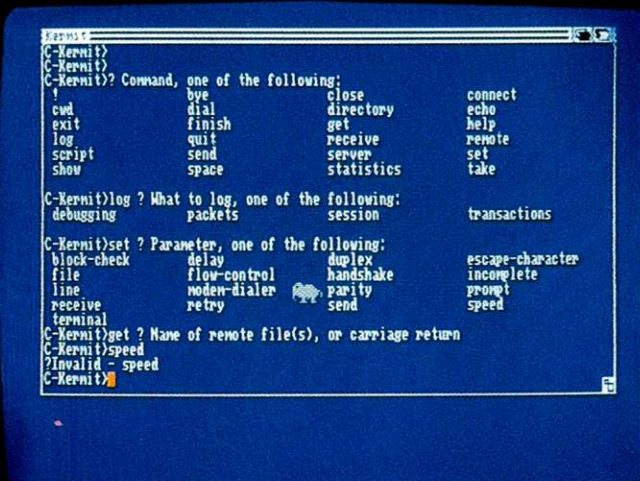 Kermit
C-Kermit>
C-Kermit>
C-Kermit>? Command, one of the following:
! bye close connect
cwd dial directory echo
exit finish get help
log quit receive remote
script send server set
show space statistics take
C-Kermit>log ? What to log, one of the following:
debugging packets session transactions
C-Kermit>set ? Parameter, one of the following:
block-check delay duplex escape-character
file flow-control handshake incomplete
line modem-dialer parity prompt
receive retry send speed
terminal
C-Kermit>get ? Name of remote file(s), or carriage return
C-Kermit>speed
?Invalid - speed
C-Kermit>